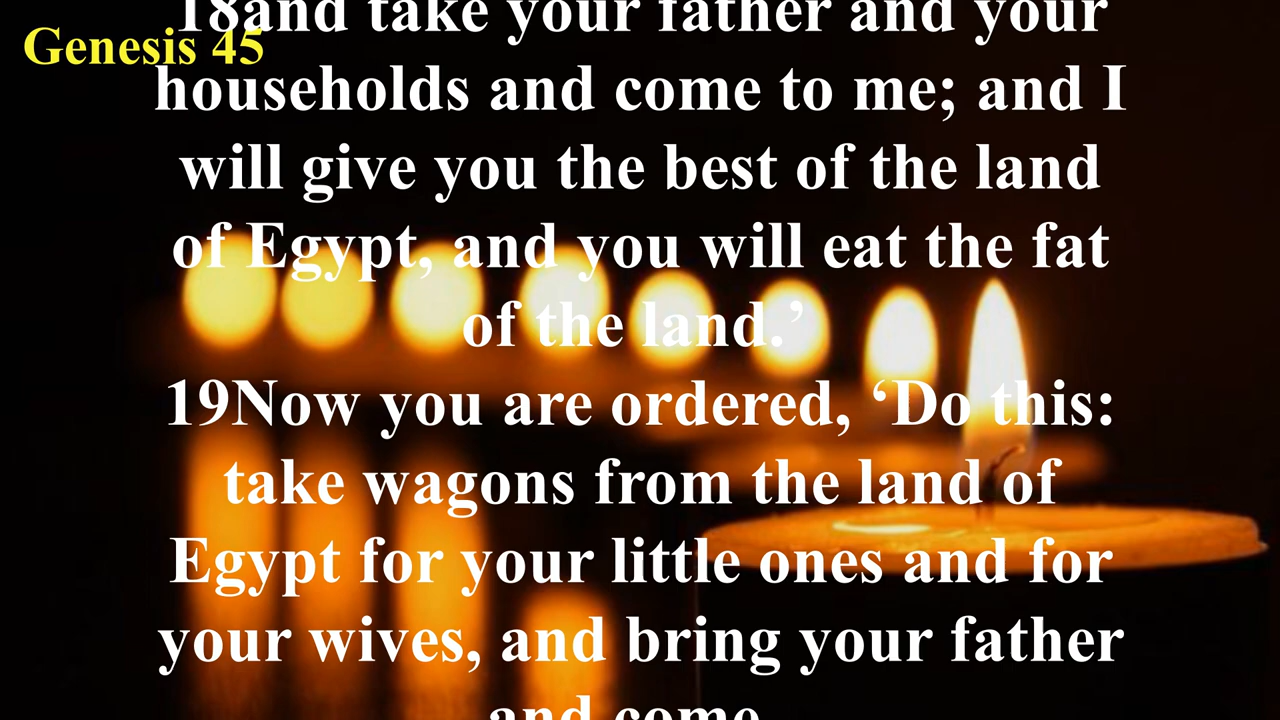 Genesis 45
18and take your father and your
households and come to me; and I
will give you the best of the land
of Egypt, and you will eat the fat
of the land.’
19Now you are ordered, ‘Do this:
take wagons from the land of
Egypt for your little ones and for
your wives, and bring your father
and come.